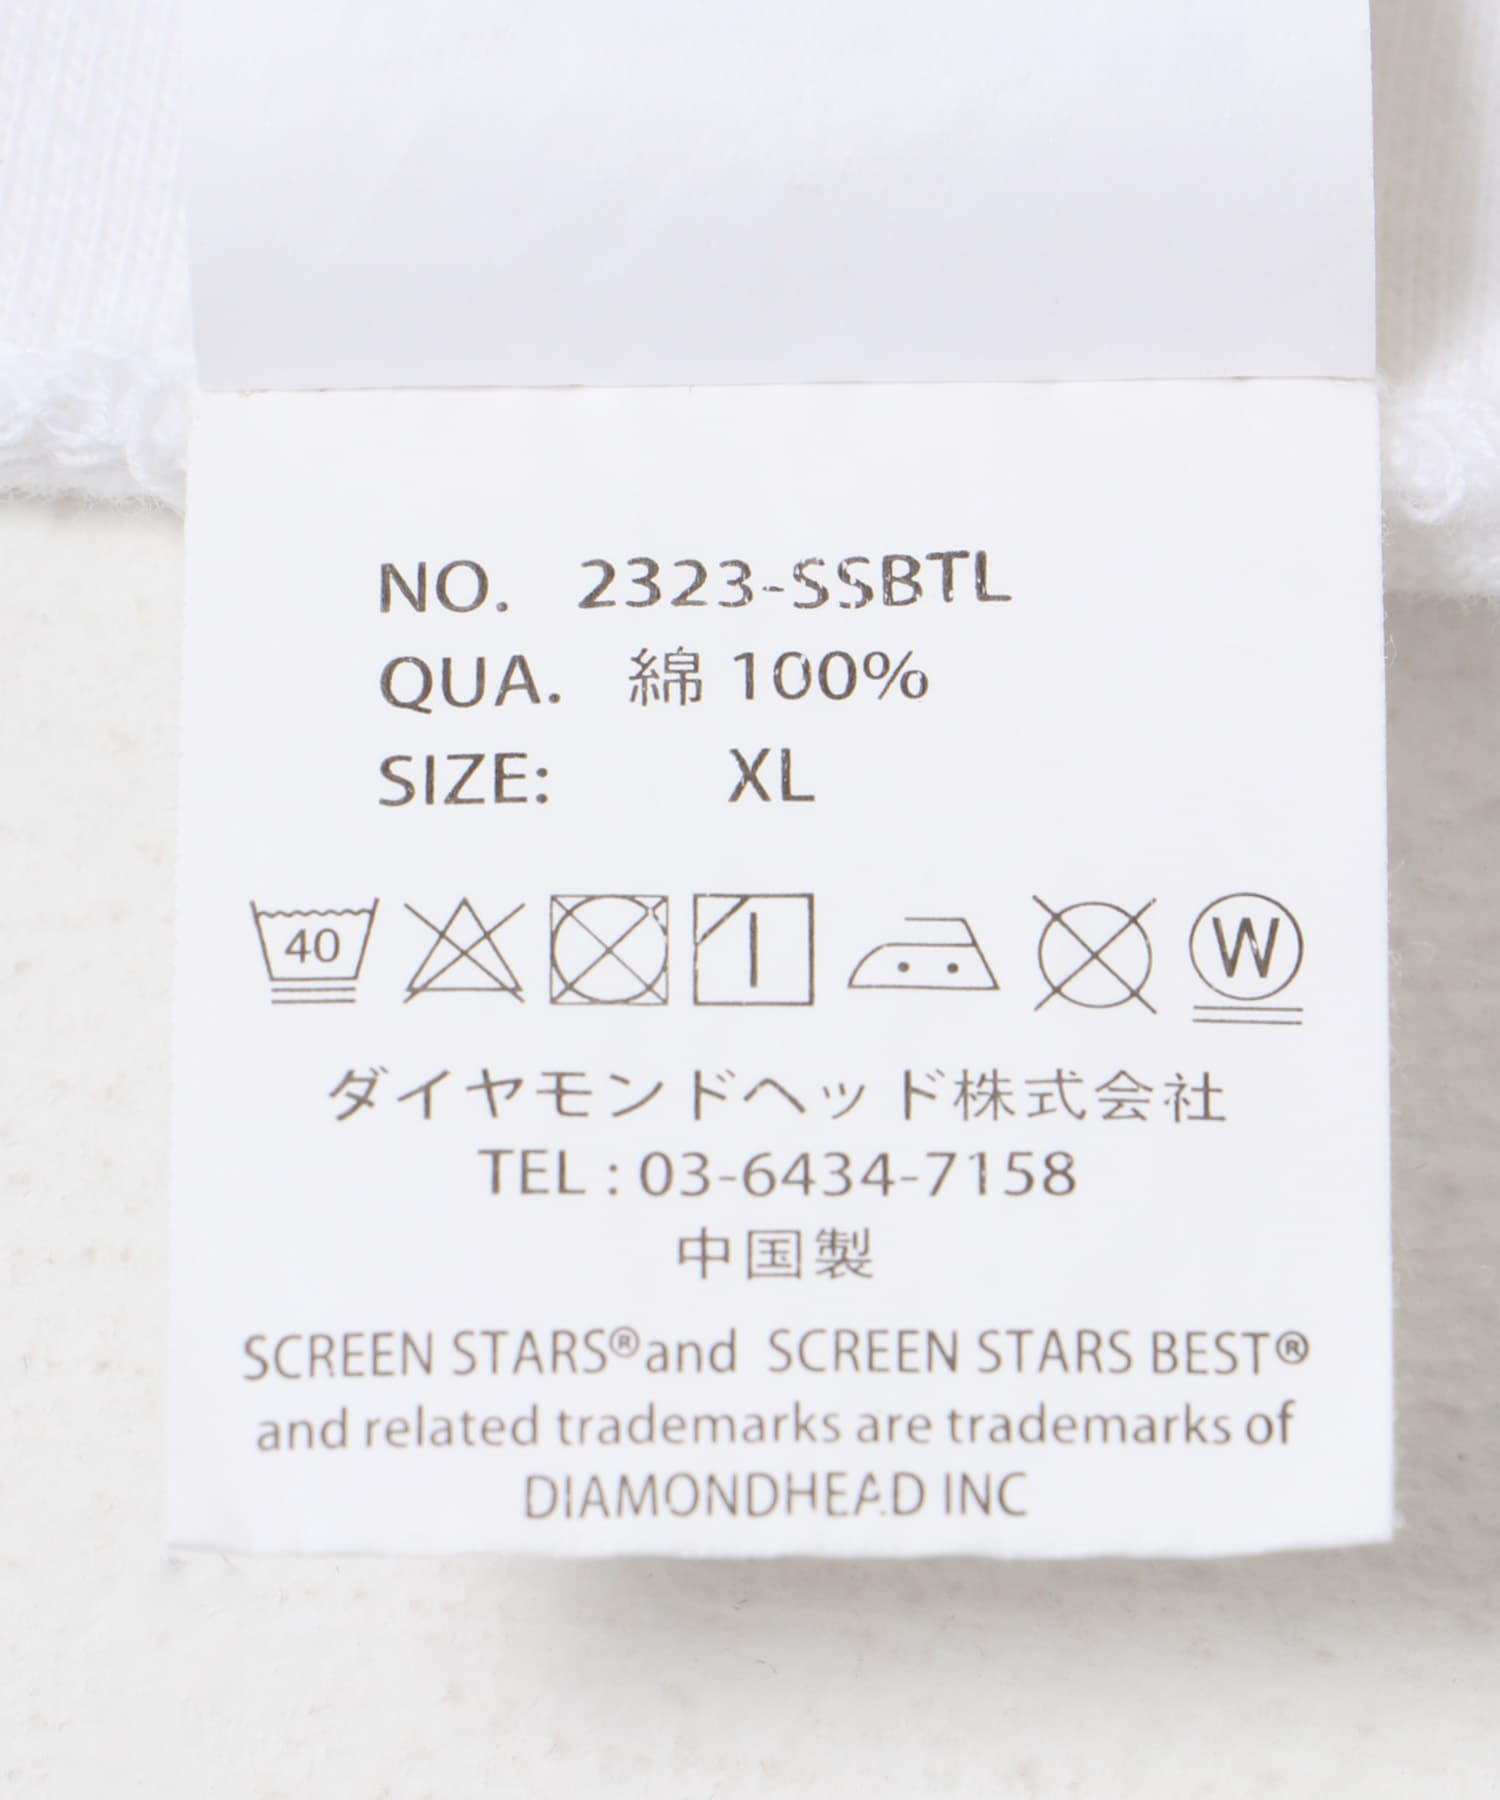 NO. 2323-SSBTL
QUA. 綿 100%
SIZE: XL
40 W
ダイヤモンドヘッド株式会社
TEL : 03-6434-7158
中国製
SCREEN STARS® and SCREEN STARS BEST®
and related trademarks are trademarks of
DIAMONDHEAD INC